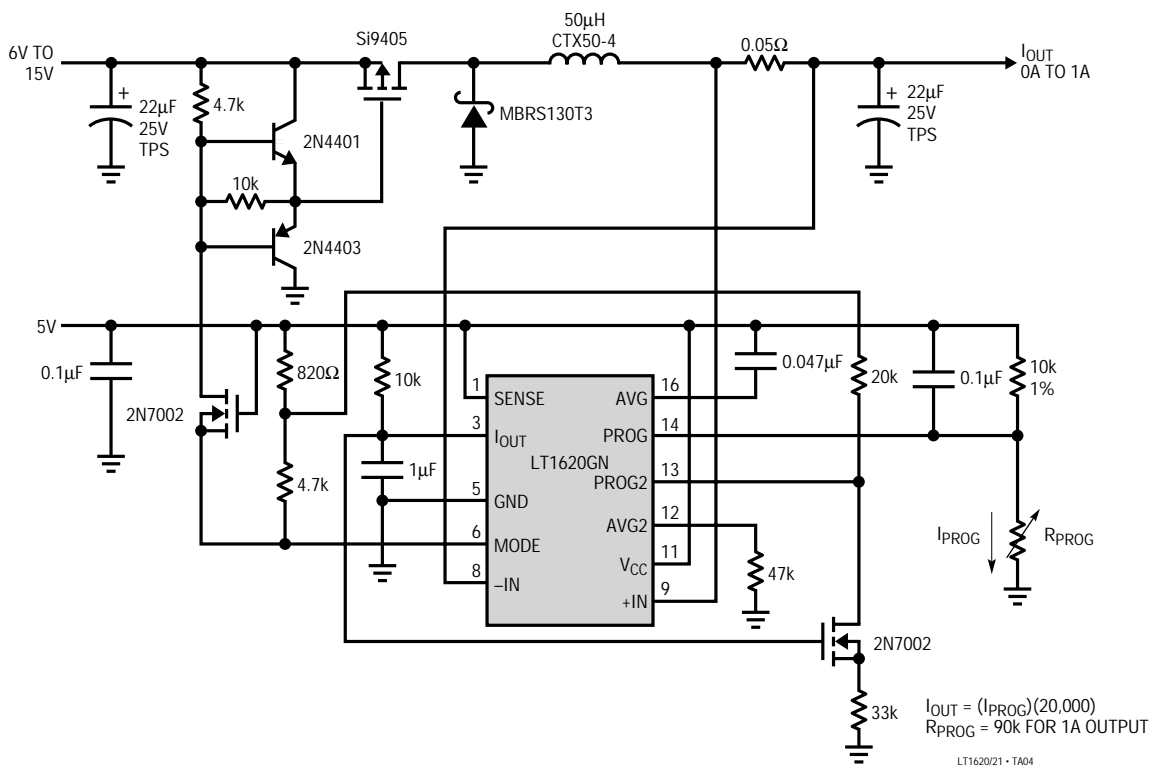 50µH
CTX50-4
Si9405
0.05Ω
IOUT
0A TO 1A
6V TO
15V
+
22µF
25V
TPS
4.7k
2N4401
MBRS130T3
+
22µF
25V
TPS
10k
2N4403
5V
0.1µF
820Ω
10k
0.047µF
20k
0.1µF
10k
1%
2N7002
4.7k
1µF
1
SENSE
3
IOUT
LT1620GN
5
GND
6
MODE
8
–IN
AVG
16
PROG
14
PROG2
13
AVG2
12
VCC
11
+IN
9
47k
IPROG
RPROG
2N7002
33k
IOUT = (IPROG)(20,000)
RPROG = 90k FOR 1A OUTPUT
LT1620/21 • TA04